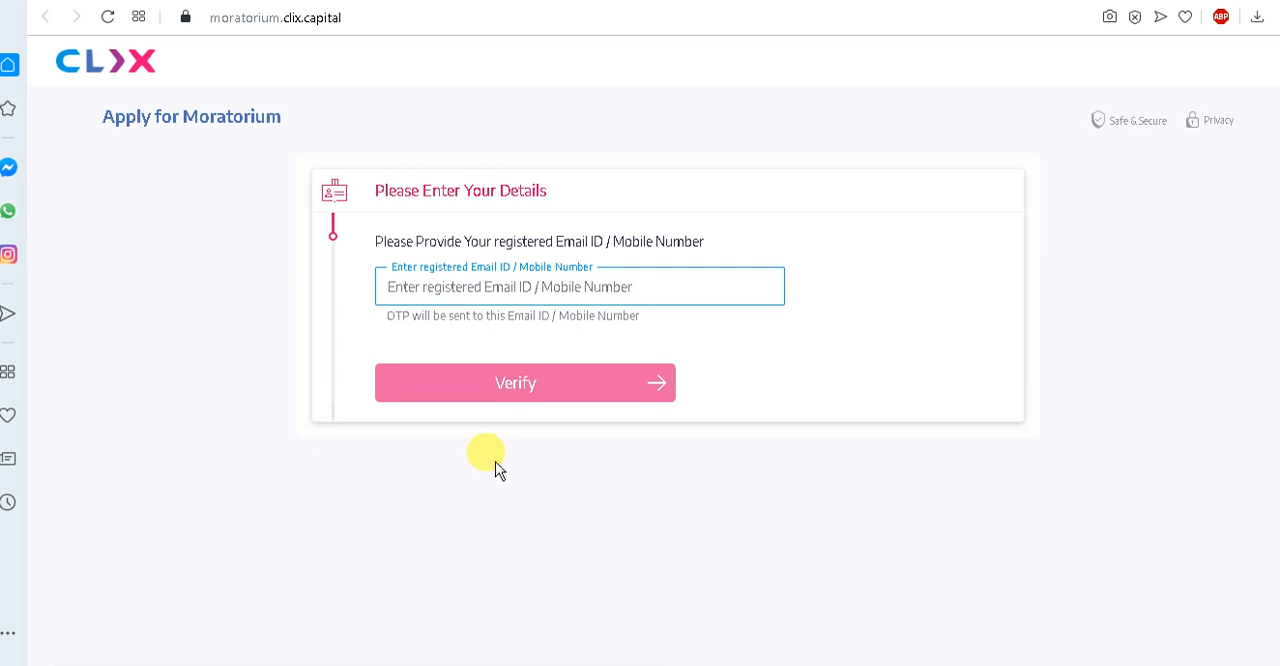 moratorium.clix.capital
ABP
CLIX
Apply for Moratorium
Safe & Secure
Privacy
Please Enter Your Details
Please Provide Your registered Email ID / Mobile Number
Enter registered Email ID / Mobile Number
Enter registered Email ID / Mobile Number
OTP will be sent to this Email ID / Mobile Number
Verify